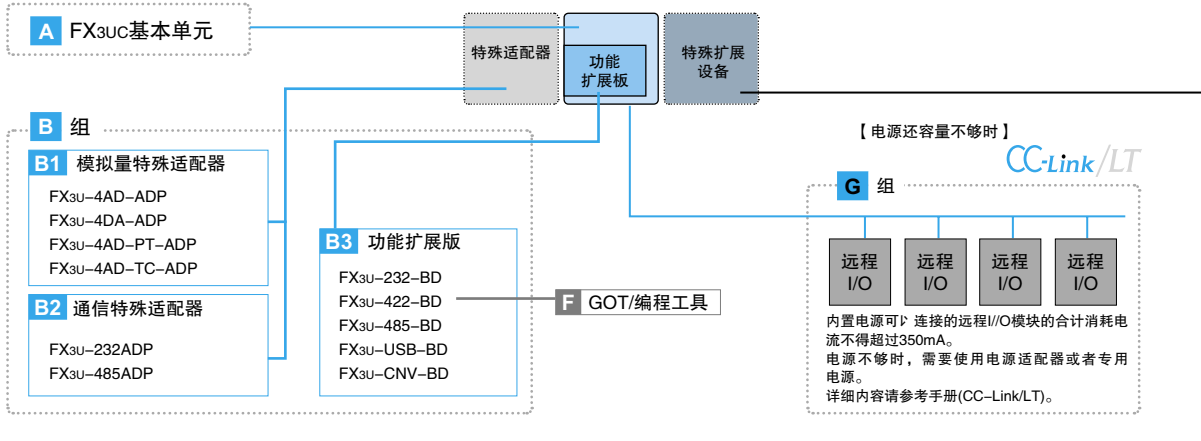 A FX3UC基本单元
特殊适配器
功能
扩展板
特殊扩展
设备
B 组
B1 模拟量特殊适配器
FX3U-4AD-ADP
FX3U-4DA-ADP
FX3U-4AD-PT-ADP
FX3U-4AD-TC-ADP
B2 通信特殊适配器
FX3U-232ADP
FX3U-485ADP
B3 功能扩展版
FX3U-232-BD
FX3U-422-BD
FX3U-485-BD
FX3U-USB-BD
FX3U-CNV-BD
F GOT/编程工具
【 电源还容量不够时 】
CC-Link/LT
G 组
远程
I/O
远程
I/O
远程
I/O
远程
I/O
内置电源可以 连接的远程I//O模块的合计消耗电
流不得超过350mA。
电源不够时，需要使用电源适配器或者专用
电源。
详细内容请参考手册(CC-Link/LT)。